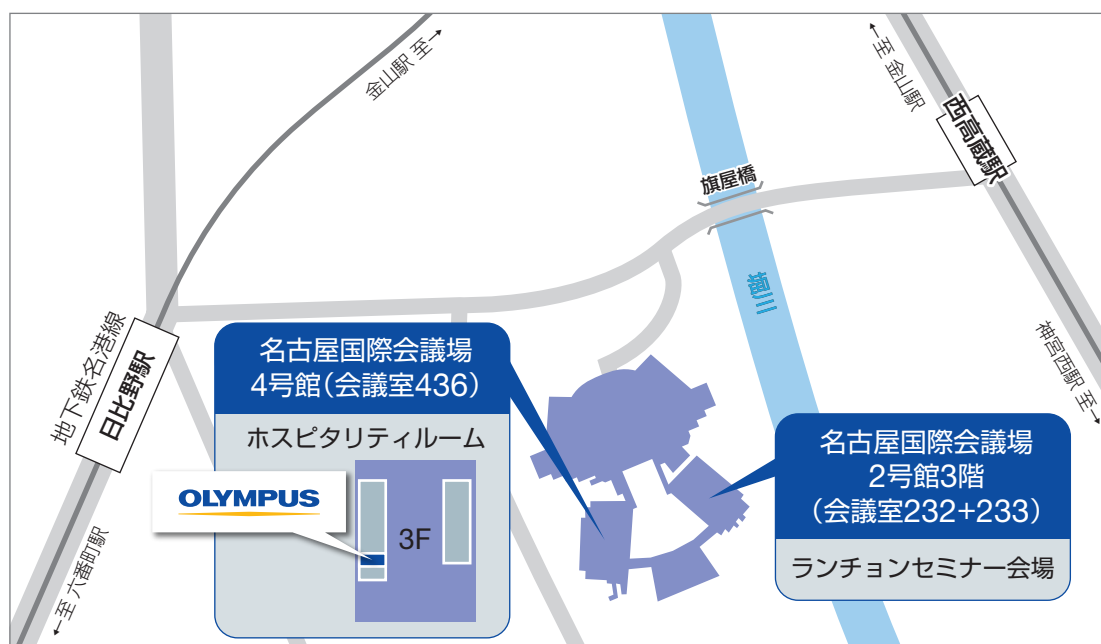 金山駅 至→
←至 金山駅
西高蔵駅
旗屋橋
堀川
地下鉄名港線
日比野駅
名古屋国際会議場
4号館（会議室436）
ホスピタリティルーム
OLYMPUS
3F
神宮西駅 至→
名古屋国際会議場
2号館3階
（会議室232+233）
ランチョンセミナー会場
←至 六番町駅